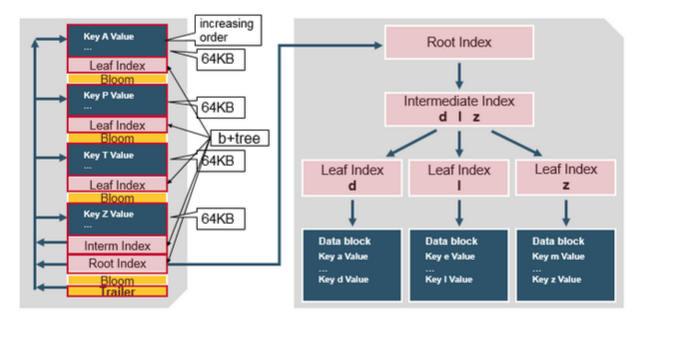 Key A Value
...
Leaf Index
Bloom
Key P Value
...
Leaf Index
Bloom
Key T Value
...
Leaf Index
Bloom
Key Z Value
...
Interm Index
Root Index
Bloom
Trailer
increasing
order
64KB
64KB
b+tree
64KB
64KB
Root Index
Intermediate Index
d l z
Leaf Index
d
Leaf Index
l
Leaf Index
z
Data block
Key a Value
...
Key d Value
Data block
Key e Value
...
Key l Value
Data block
Key m Value
...
Key z Value